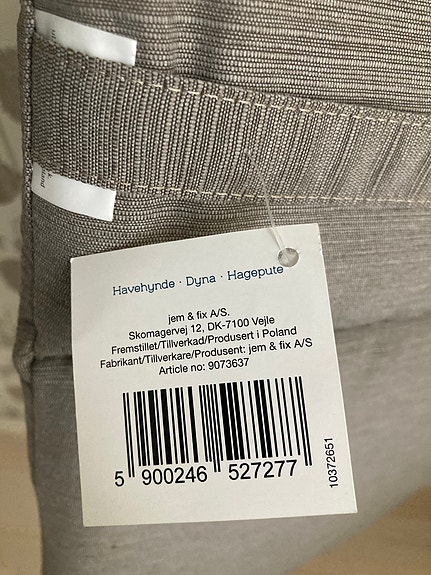 Havehynde · Dyna · Hagepute
jem & fix A/S.
Skomagervej 12, DK-7100 Vejle
Fremstillet/Tillverkad/Produsert i Poland
Fabrikant/Tillverkare/Produsent: jem & fix A/S
Article no: 9073637
5 900246 527277
10372651